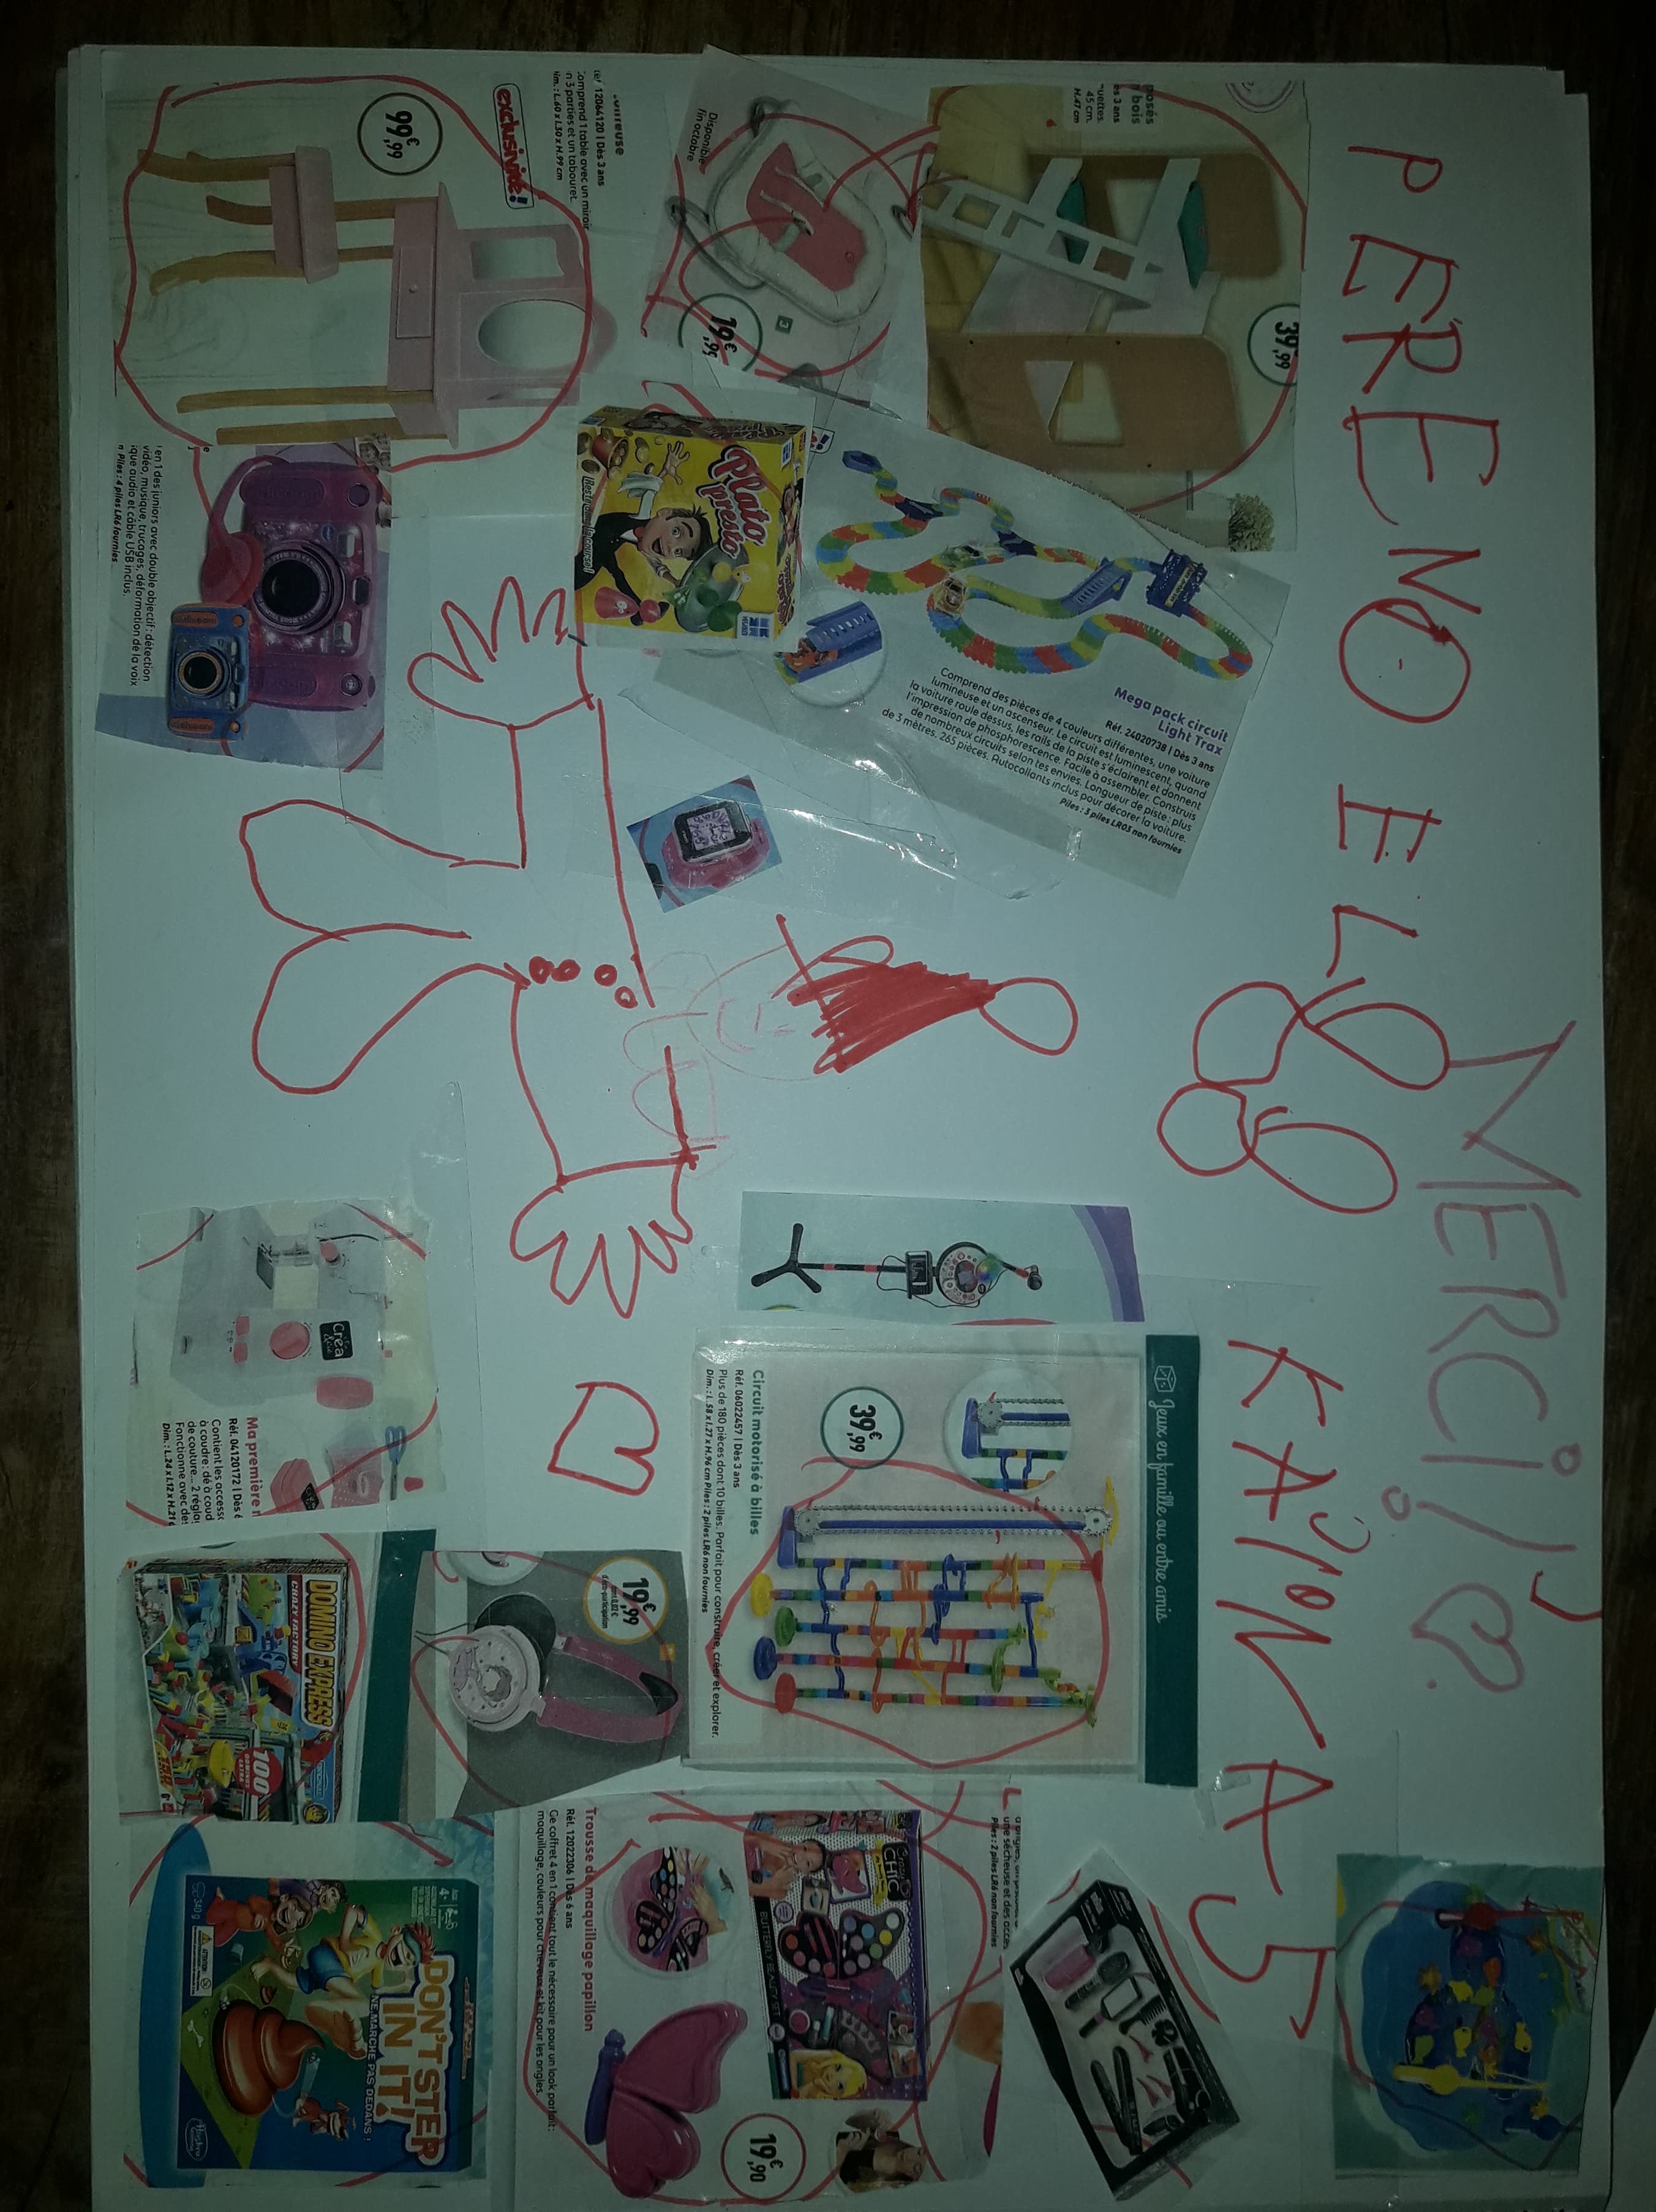 PERE NOEL
MERCI!
KAÏNA 5
posés
bois
ès 3 ans
45 cm.
H.47 cm
39€,99
Disponible
fin octobre
19€,99
3
Réf. 12064120 | Dès 3 ans
Comprend 1 table avec un miroir
n 3 parties et un tabouret.
Dim. : L.60 x l.30 x H.99 cm
exclusivité!
99€,99
en 1 des juniors avec double objectif : détection
vidéo, musique, trucages, déformation de la voix
ique audio et câble USB inclus.
Piles : 4 piles LR6 fournies
Plato
presto
Mega pack circuit
Light Trax
Réf. 24020738 | Dès 3 ans
Comprend des pièces de 4 couleurs différentes, une voiture
lumineuse et un ascenseur. Le circuit est luminescent, quand
la voiture roule dessus, les rails de la piste s'éclairent et donnent
l'impression de phosphorescence. Facile à assembler. Construis
de nombreux circuits selon tes envies. Longueur de piste : plus
de 3 mètres. 265 pièces. Autocollants inclus pour décorer la voiture.
Piles : 3 piles LR03 non fournies
Jeux en famille ou entre amis
39€,99
Circuit motorisé à billes
Réf. 06022457 | Dès 3 ans
Plus de 180 pièces dont 10 billes. Parfait pour construire, créer et explorer.
Dim. : L.58 x l.27 x H.96 cm Piles : 2 piles LR6 non fournies
Ma première
Réf. 04120172 | Dès 6
Contient les access
à coudre : dé à coud
de couture... 2 régla
Fonctionne avec de
Dim. : L.24 x l.12 x H.21
19€,99
DOMINO EXPRESS
CRAZY FACTORY
100
une sécheuse et des acces
Piles : 2 piles LR6 non fournies
CHIC
BUTTERFLY BEAUTY SET
Trousse de maquillage papillon
Réf. 12022306 | Dès 6 ans
Ce coffret 4 en 1 contient tout le nécessaire pour un look parfait :
maquillage, couleurs pour cheveux et kit pour les ongles.
19€,90
DON'T STEP
IN IT!
NE MARCHE PAS DEDANS !
4+
340 g
Hasbro
Gaming